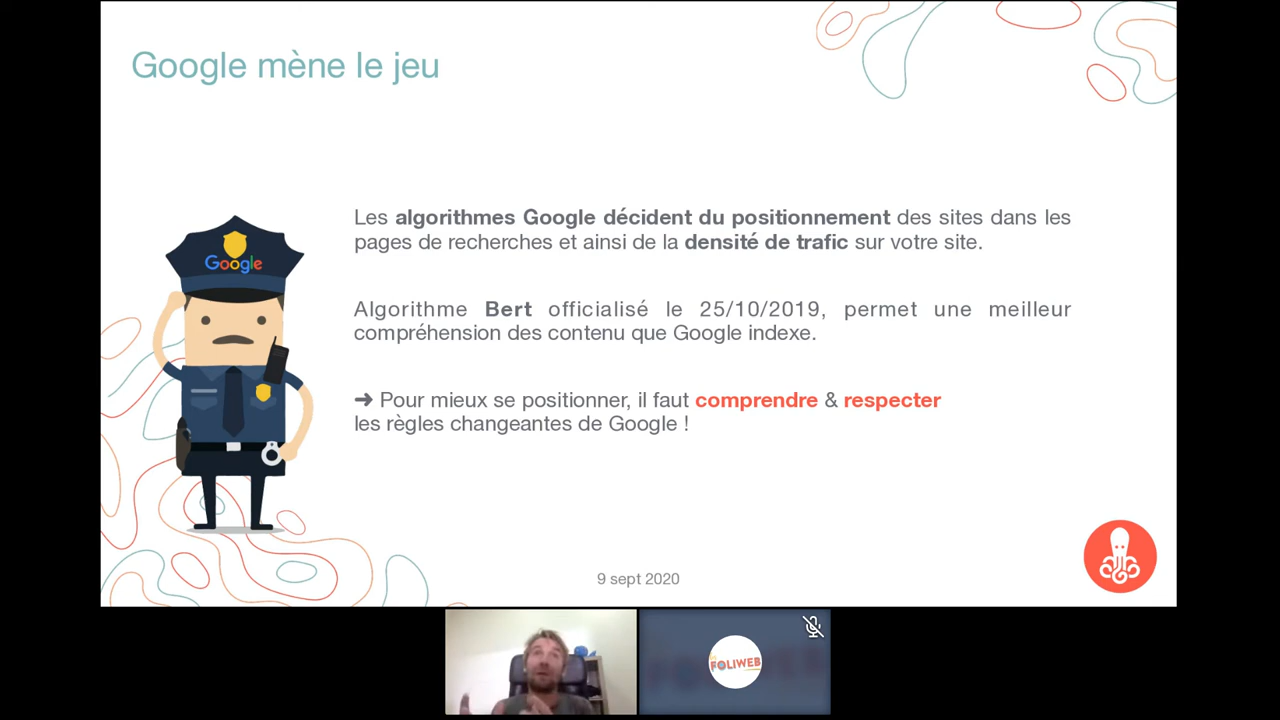 Google mène le jeu
Google
Les algorithmes Google décident du positionnement des sites dans les
pages de recherches et ainsi de la densité de trafic sur votre site.
Algorithme Bert officialisé le 25/10/2019, permet une meilleur
compréhension des contenu que Google indexe.
➜ Pour mieux se positionner, il faut comprendre & respecter
les règles changeantes de Google !
9 sept 2020
FOLIWEB